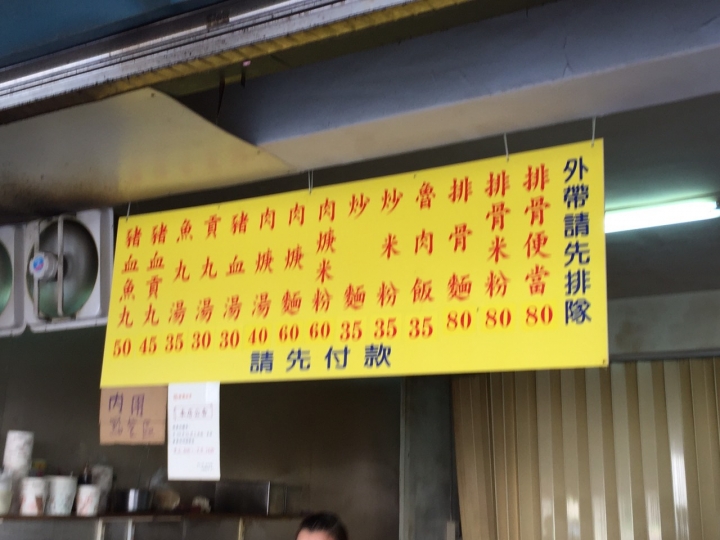 外帶請先排隊
排骨便當 80
排骨米粉 80
排骨麵 80
魯肉飯 35
炒米粉 35
炒麵 35
肉焿米粉 60
肉焿麵 60
肉焿湯 40
豬血湯 30
貢丸湯 30
魚丸湯 35
豬血貢丸 45
豬血魚丸 50
請先付款
內用